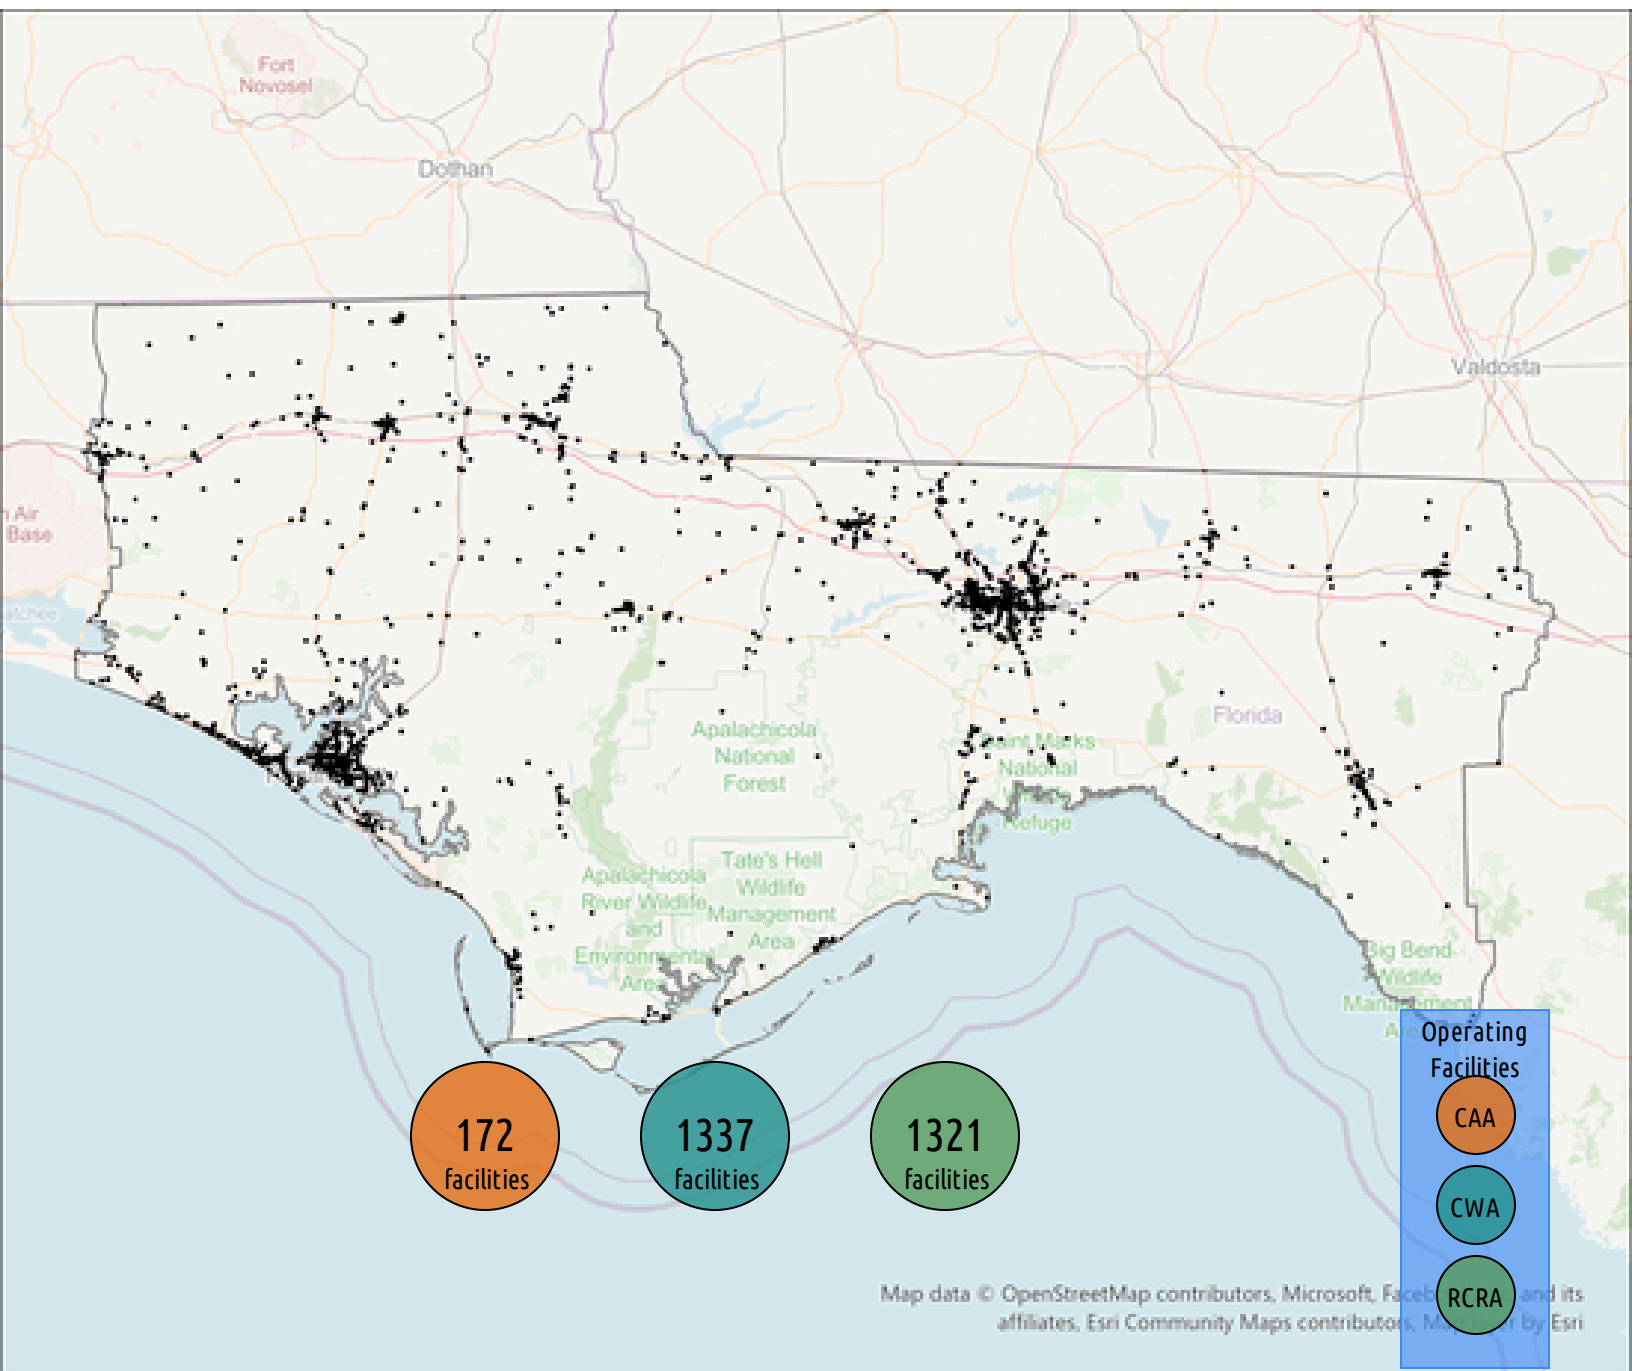 Fort
Novosel
Dothan
Valdosta
Air
Base
Florida
Apalachicola
National
Forest
Saint Marks
National
Refuge
Tate's Hell
Wildlife
Management
Area
Apalachicola
River Wildlife
and
Environmental
Area
Big Bend
Wildlife
Management
Operating
Facilities
CAA
CWA
RCRA
172
facilities
1337
facilities
1321
facilities
Map data © OpenStreetMap contributors, Microsoft, and its
affiliates, Esri Community Maps contributors, Map layer by Esri